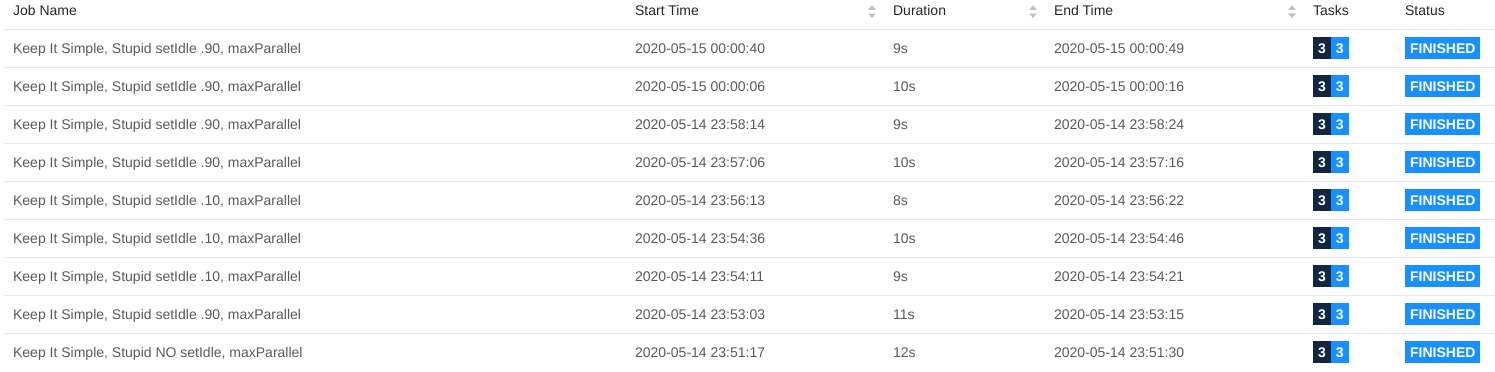 Job Name Start Time Duration End Time Tasks Status
Keep It Simple, Stupid setIdle .90, maxParallel 2020-05-15 00:00:40 9s 2020-05-15 00:00:49 3 3 FINISHED
Keep It Simple, Stupid setIdle .90, maxParallel 2020-05-15 00:00:06 10s 2020-05-15 00:00:16 3 3 FINISHED
Keep It Simple, Stupid setIdle .90, maxParallel 2020-05-14 23:58:14 9s 2020-05-14 23:58:24 3 3 FINISHED
Keep It Simple, Stupid setIdle .90, maxParallel 2020-05-14 23:57:06 10s 2020-05-14 23:57:16 3 3 FINISHED
Keep It Simple, Stupid setIdle .10, maxParallel 2020-05-14 23:56:13 8s 2020-05-14 23:56:22 3 3 FINISHED
Keep It Simple, Stupid setIdle .10, maxParallel 2020-05-14 23:54:36 10s 2020-05-14 23:54:46 3 3 FINISHED
Keep It Simple, Stupid setIdle .10, maxParallel 2020-05-14 23:54:11 9s 2020-05-14 23:54:21 3 3 FINISHED
Keep It Simple, Stupid setIdle .90, maxParallel 2020-05-14 23:53:03 11s 2020-05-14 23:53:15 3 3 FINISHED
Keep It Simple, Stupid NO setIdle, maxParallel 2020-05-14 23:51:17 12s 2020-05-14 23:51:30 3 3 FINISHED